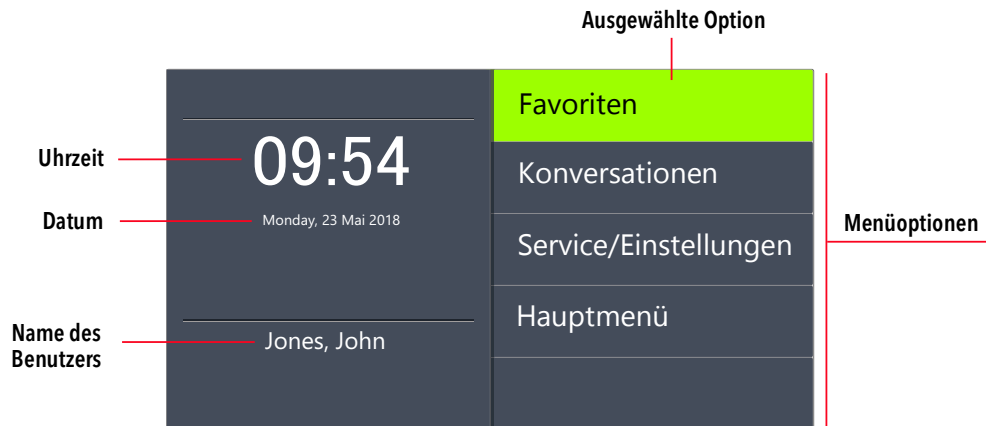 Ausgewählte Option
Favoriten
Uhrzeit
09:54
Konversationen
Datum
Monday, 23 Mai 2018
Menüoptionen
Service/Einstellungen
Hauptmenü
Name des
Benutzers
Jones, John